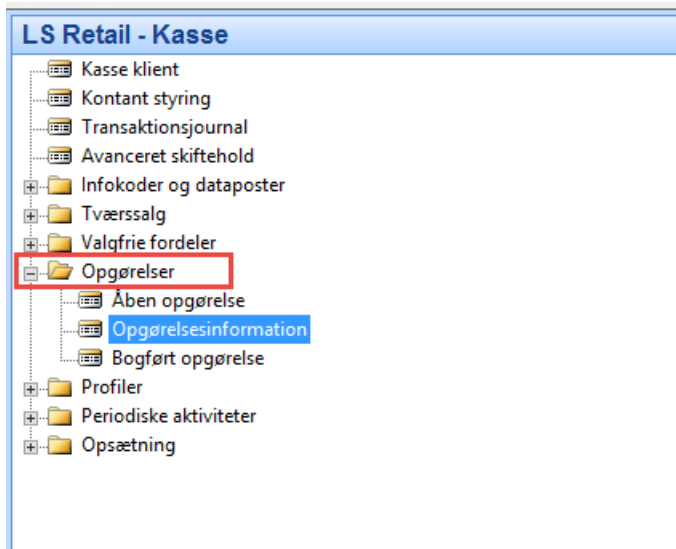 LS Retail - Kasse
Kasse klient
Kontant styring
Transaktionsjournal
Avanceret skiftehold
Infokoder og dataposter
Tværssalg
Valgfrie fordeler
Opgørelser
Åben opgørelse
Opgørelsesinformation
Bogført opgørelse
Profiler
Periodiske aktiviteter
Opsætning